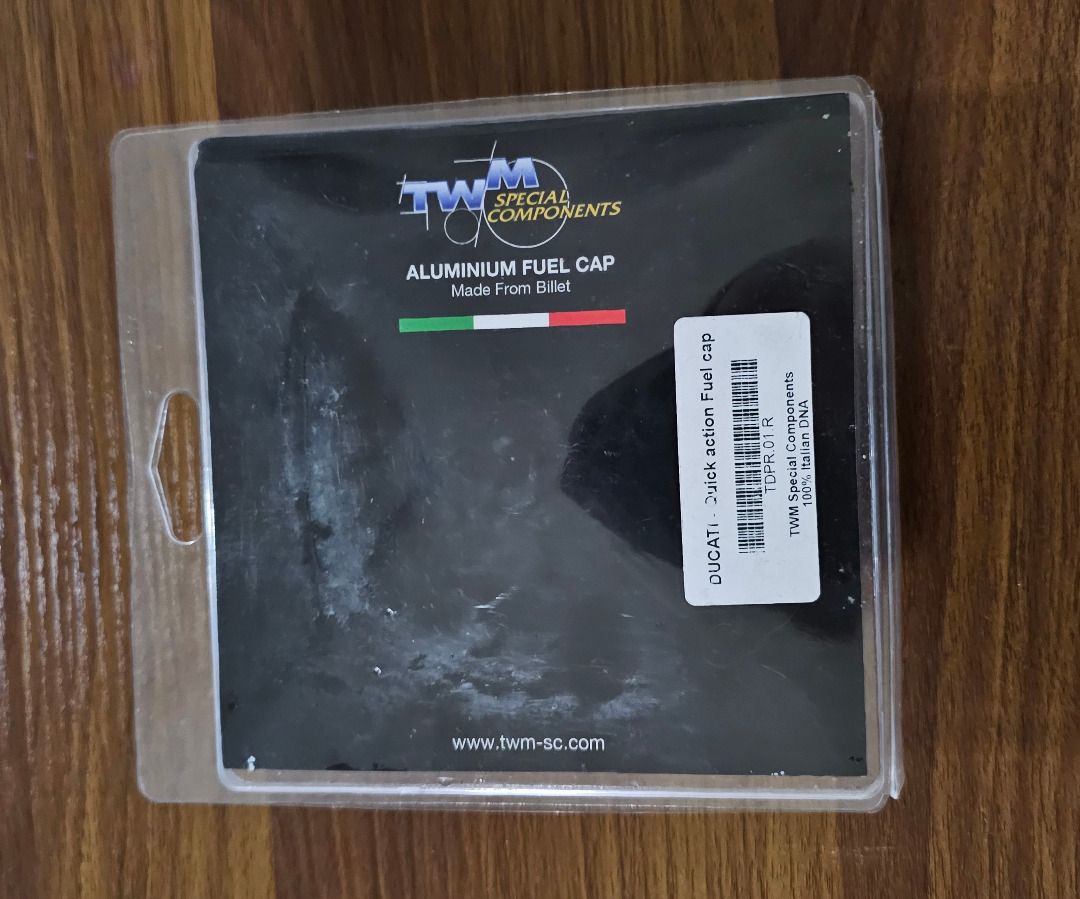 TWM
SPECIAL
COMPONENTS
ALUMINIUM FUEL CAP
Made From Billet
DUCATI - Quick action Fuel cap
TDPR.01 R
TWM Special Components
100% Italian DNA
www.twm-sc.com